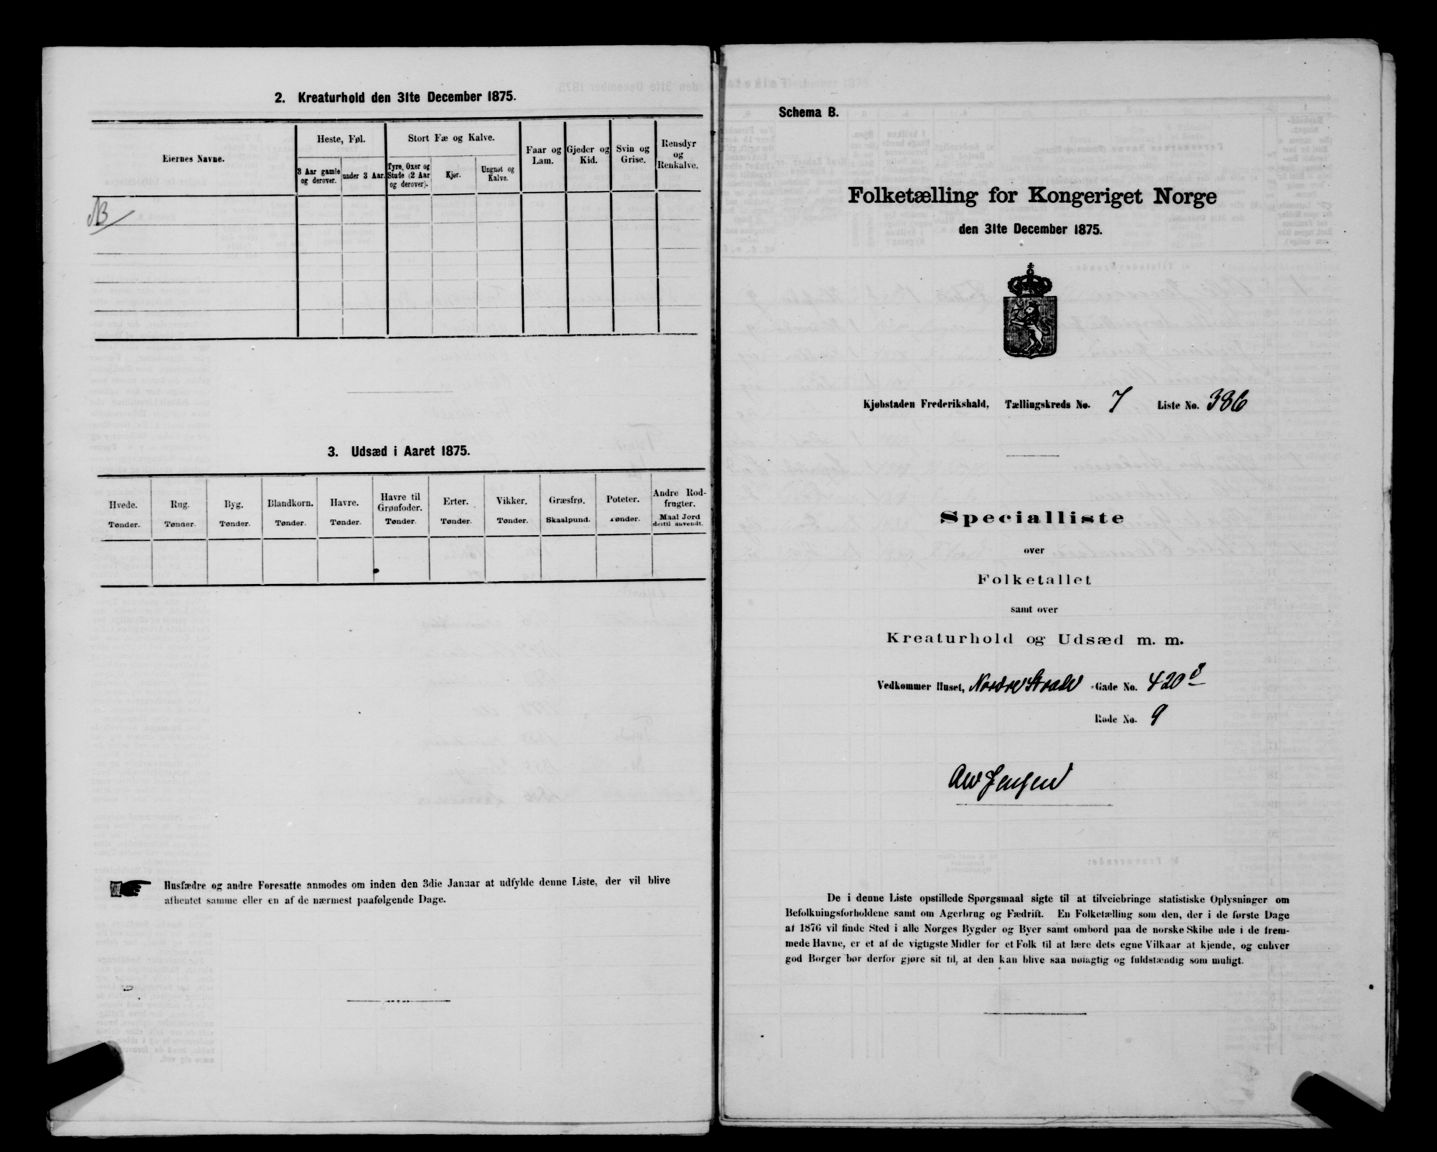 2. Kreaturhold den 31te December 1875.
Eiernes Navne.
Heste, Føl.
3 Aar gamle og derover.
under 3 Aar.
Stort Fæ og Kalve.
Tyre, Oxer og Stude (2 Aar og derover).
Kjør.
Ungnøt og Kalve.
Faar og Lam.
Gjeder og Kid.
Svin og Grise.
Rensdyr og Renkalve.
3. Udsæd i Aaret 1875.
Hvede. Rug. Byg. Blandkorn. Havre. Havre til Grønfoder. Erter. Vikker. Græsfrø. Poteter. Andre Rodfrugter.
Tønder. Tønder. Tønder. Tønder. Tønder. Tønder. Tønder. Tønder. Skaalpund. Tønder. Maal Jord dertil anvendt.
Husfædre og andre Foresatte anmodes om inden den 3die Januar at udfylde denne Liste, der vil blive
afhentet samme eller en af de nærmest paafølgende Dage.
Schema B.
Folketælling for Kongeriget Norge
den 31te December 1875.
Kjøbstaden Frederikshald, Tællingskreds No. 7 Liste No. 386
Specialliste
over
Folketallet
samt over
Kreaturhold og Udsæd m. m.
Vedkommer Huset, Nordre Strade Gade No. 420
Rode No. 9
Jensen
De i denne Liste opstillede Spørgsmaal sigte til at tilveiebringe statistiske Oplysninger om
Befolkningsforholdene samt om Agerbrug og Fædrift. En Folketælling som den, der i de første Dage
af 1876 vil finde Sted i alle Norges Bygder og Byer samt ombord paa de norske Skibe ude i de frem-
mede Havne, er et af de vigtigste Midler for et Folk til at lære dets egne Vilkaar at kjende, og enhver
god Borger bør derfor gjøre sit til, at den kan blive saa nøiagtig og fuldstændig som muligt.